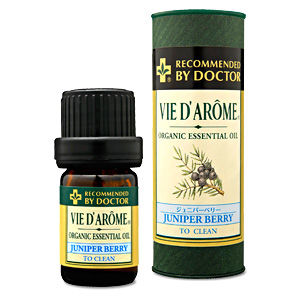 RECOMMENDED
BY DOCTOR
VIE D'ARÔME®
ORGANIC ESSENTIAL OIL
ジュニパーベリー
JUNIPER BERRY
TO CLEAN
RECOMMENDED
BY DOCTOR
VIE D'ARÔME®
ORGANIC ESSENTIAL OIL
JUNIPER BERRY
TO CLEAN